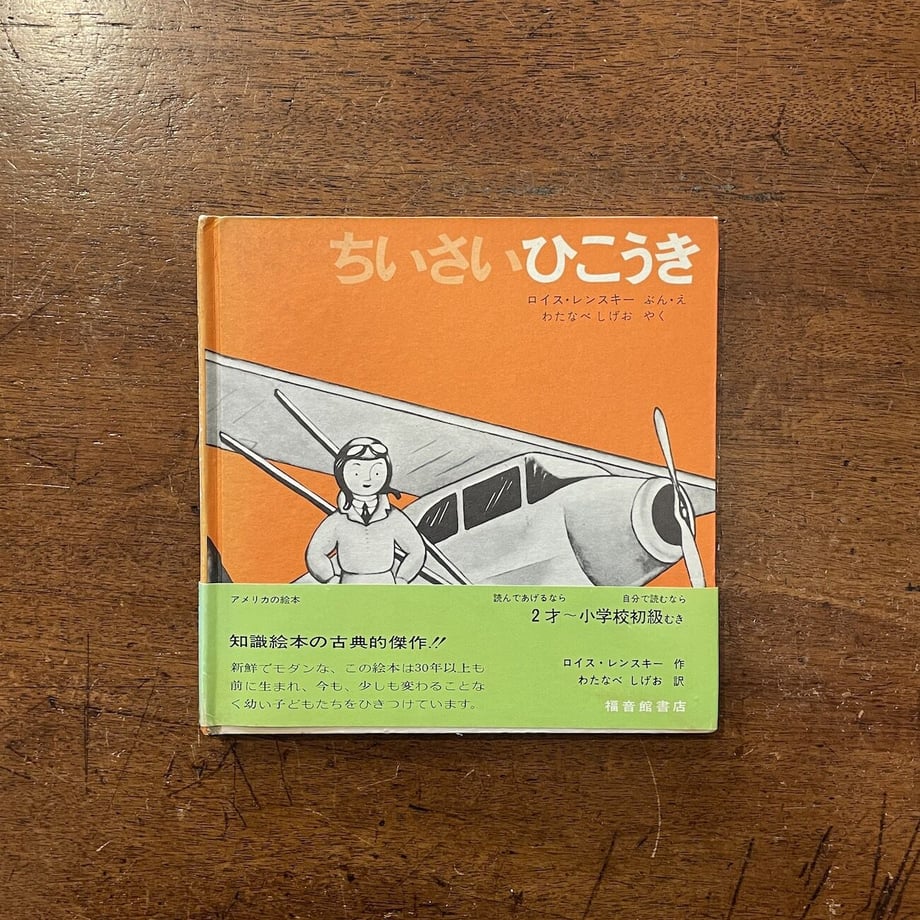 ちいさいひこうき
ロイス・レンスキー ぶん・え
わたなべ しげお やく
アメリカの絵本
読んであげるなら 自分で読むなら
2才〜小学校初級むき
知識絵本の古典的傑作!!
新鮮でモダンな、この絵本は30年以上も
前に生まれ、今も、少しも変わることな
く幼い子どもたちをひきつけています。
ロイス・レンスキー 作
わたなべ しげお 訳
福音館書店